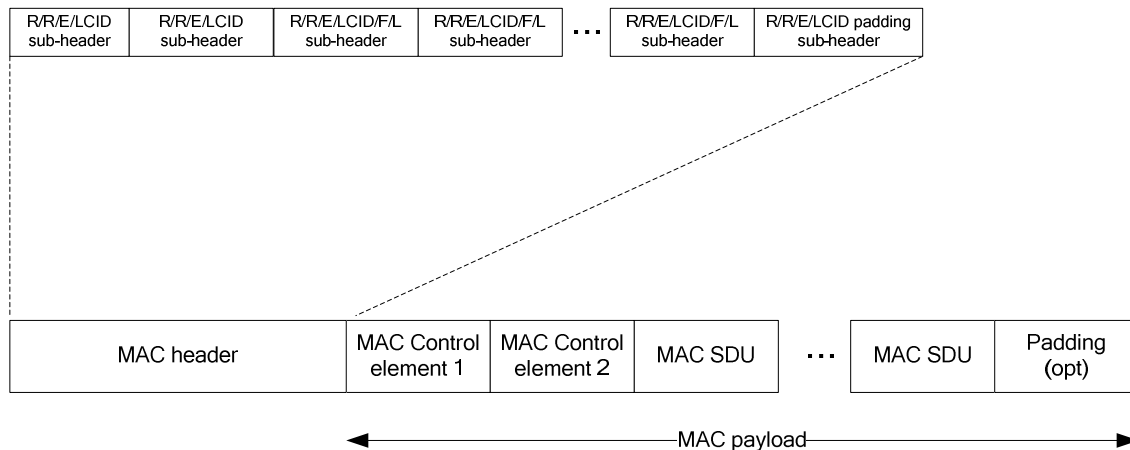 R/R/E/LCID sub-header
R/R/E/LCID sub-header
R/R/E/LCID/F/L sub-header
R/R/E/LCID/F/L sub-header
...
R/R/E/LCID/F/L sub-header
R/R/E/LCID padding sub-header
MAC header
MAC Control element 1
MAC Control element 2
MAC SDU
...
MAC SDU
Padding (opt)
MAC payload